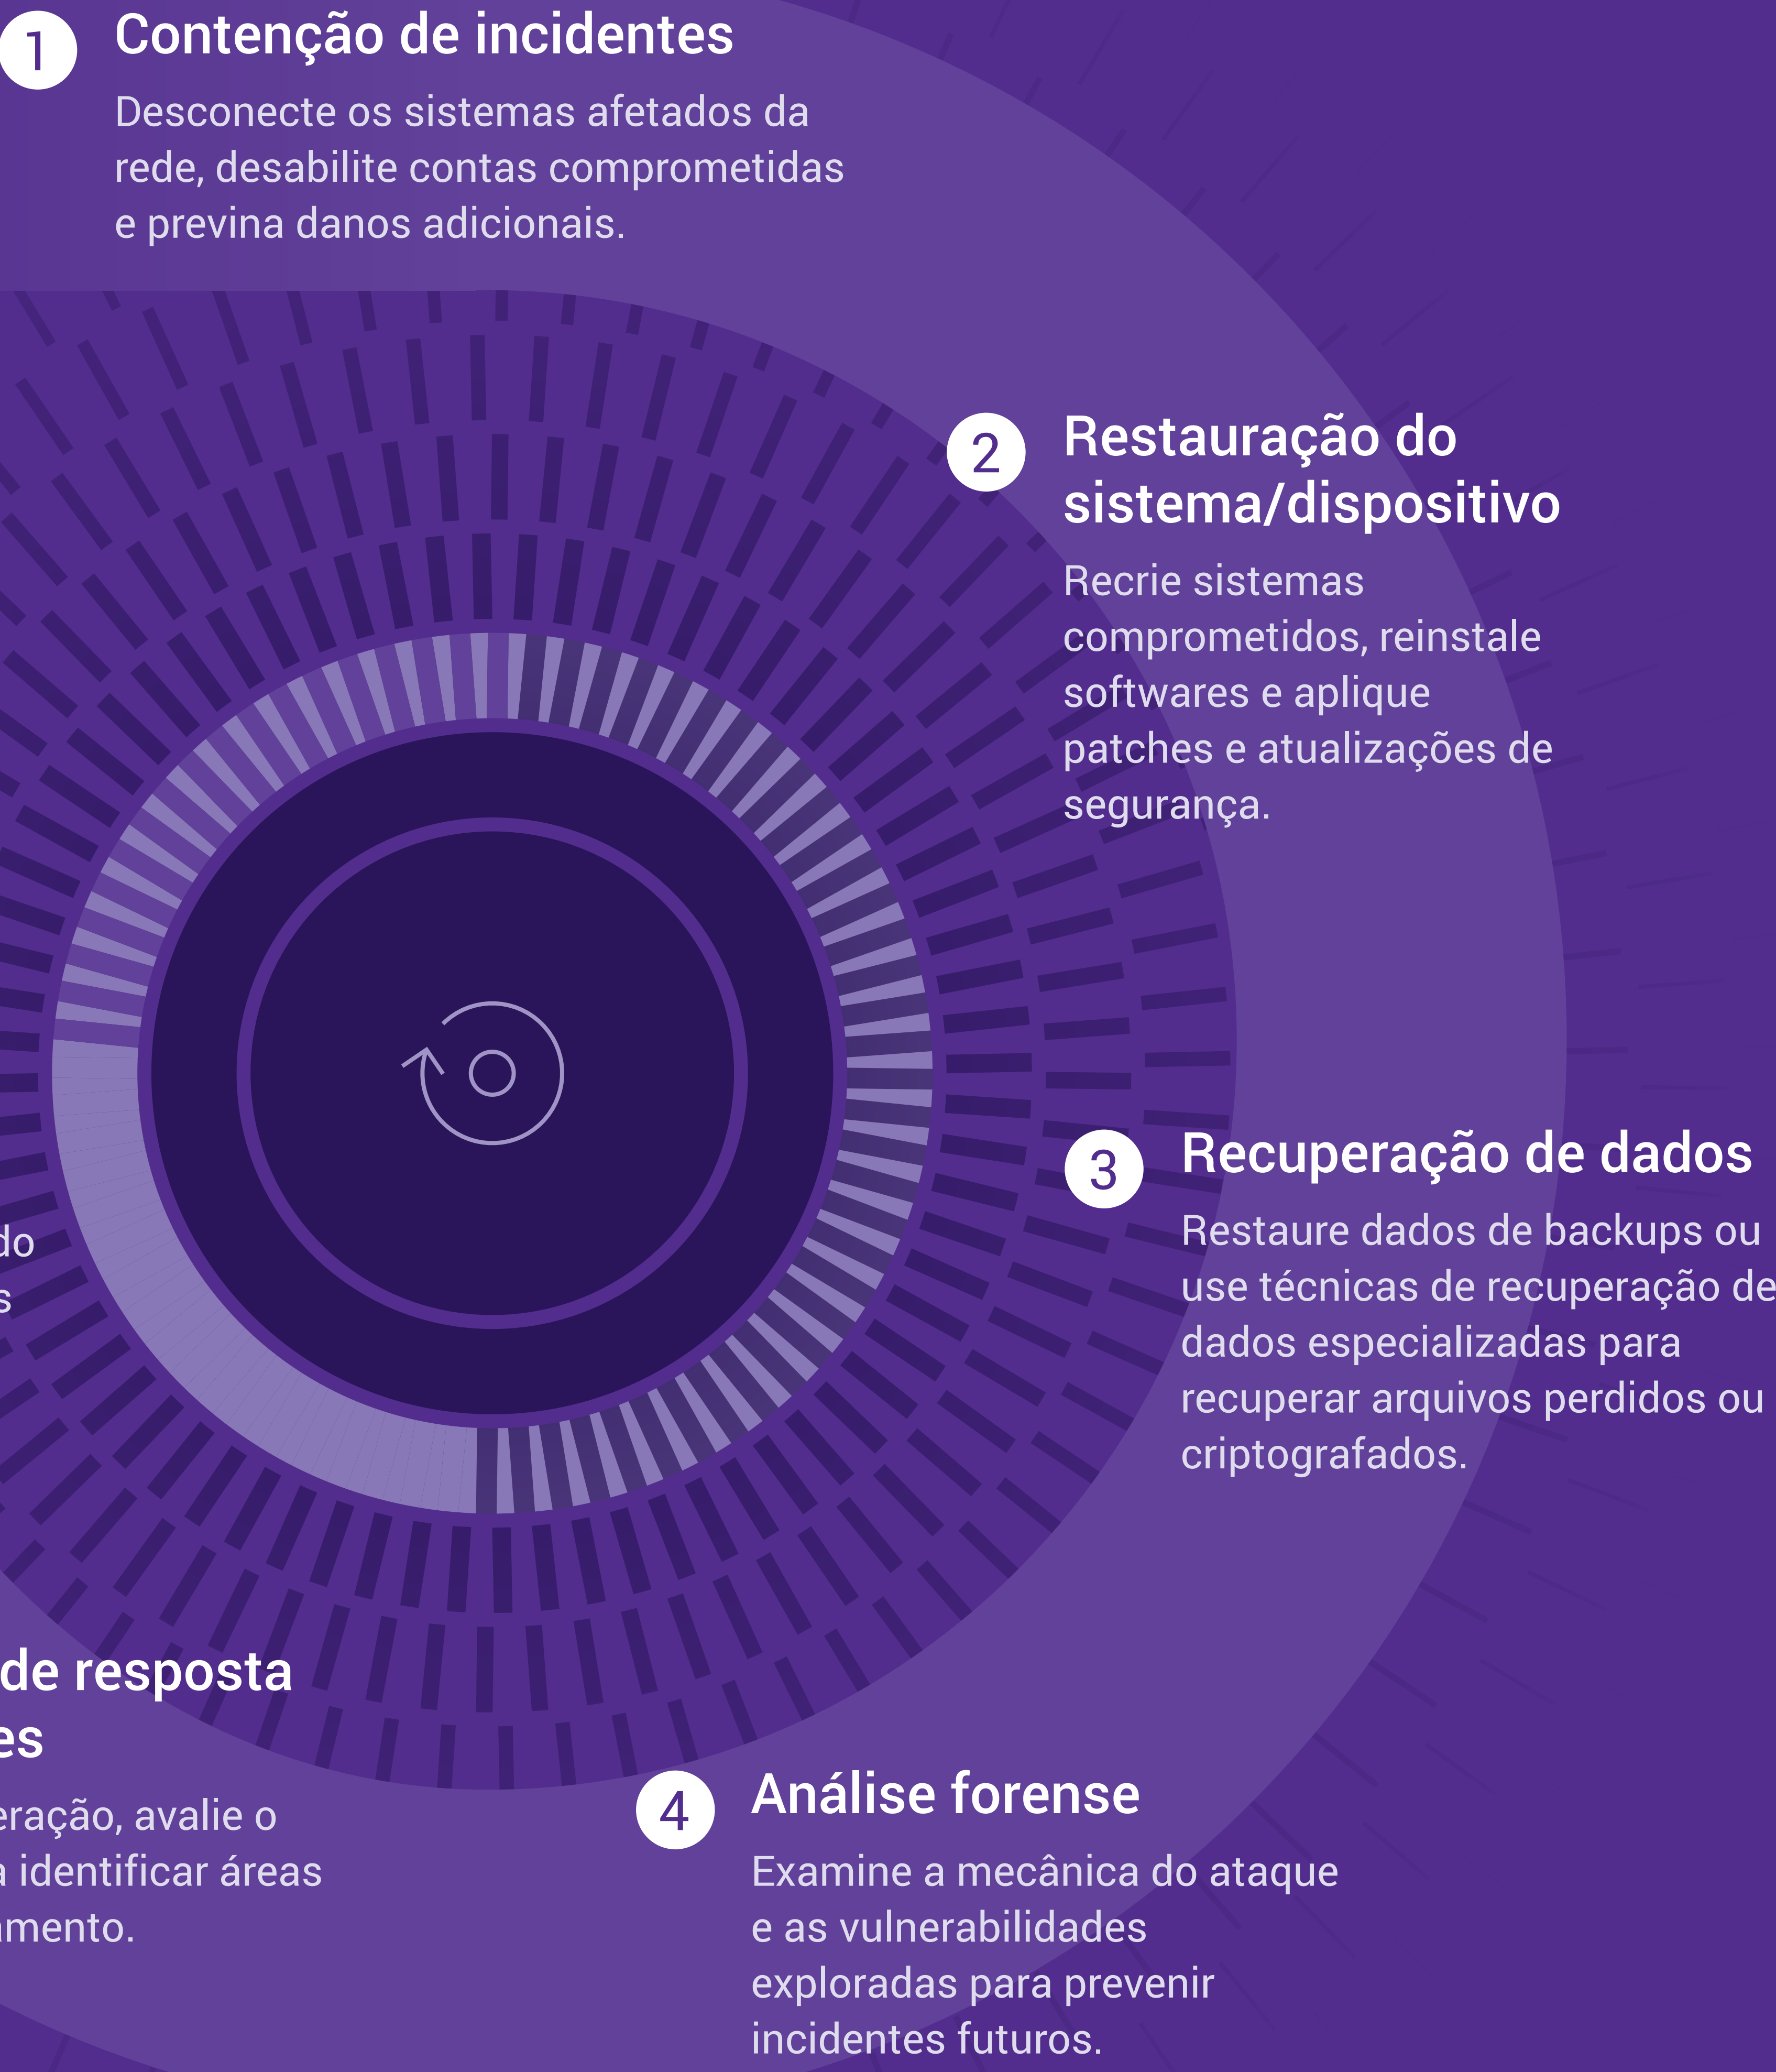 1
Contenção de incidentes
Desconecte os sistemas afetados da
rede, desabilite contas comprometidas
e previna danos adicionais.
2
Restauração do
sistema/dispositivo
Recrie sistemas
comprometidos, reinstale
softwares e aplique
patches e atualizações de
segurança.
3
Recuperação de dados
Restaure dados de backups ou
use técnicas de recuperação de
dados especializadas para
recuperar arquivos perdidos ou
criptografados.
4
Análise forense
Examine a mecânica do ataque
e as vulnerabilidades
exploradas para prevenir
incidentes futuros.
de resposta
avalie o
identificar áreas